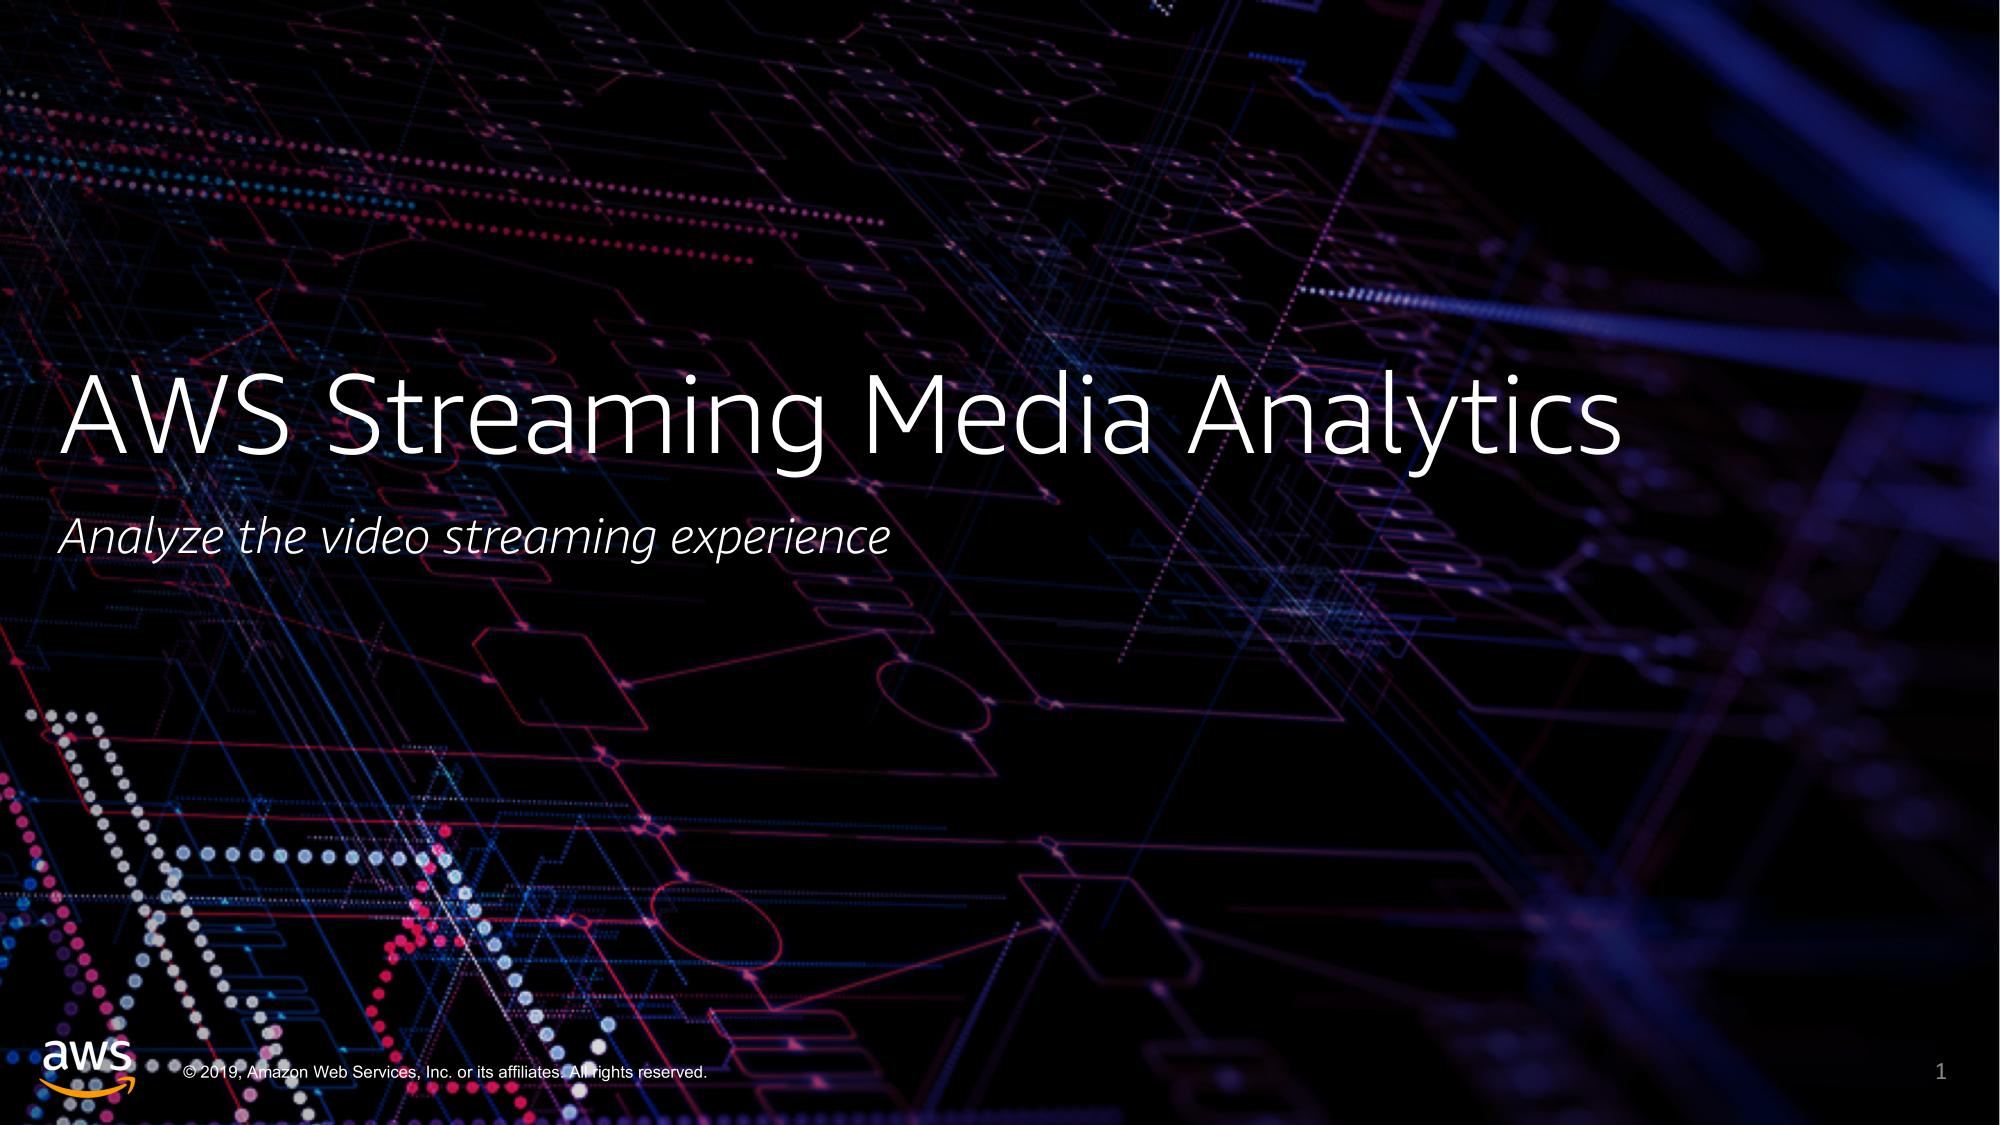 AWS Streaming Media Analytics
Analyze the video streaming experience
aws
© 2019, Amazon Web Services, Inc. or its affiliates. All rights reserved.
1